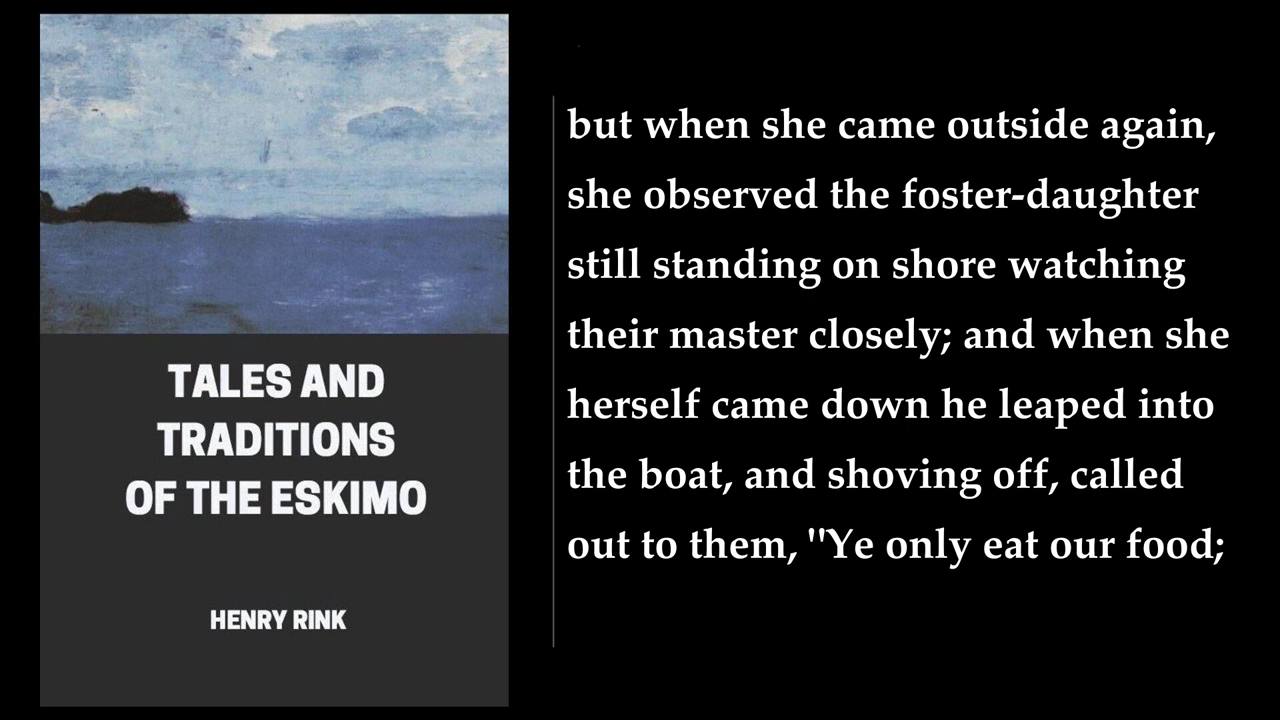 TALES AND
TRADITIONS
OF THE ESKIMO
HENRY RINK
but when she came outside again,
she observed the foster-daughter
still standing on shore watching
their master closely; and when she
herself came down he leaped into
the boat, and shoving off, called
out to them, "Ye only eat our food;